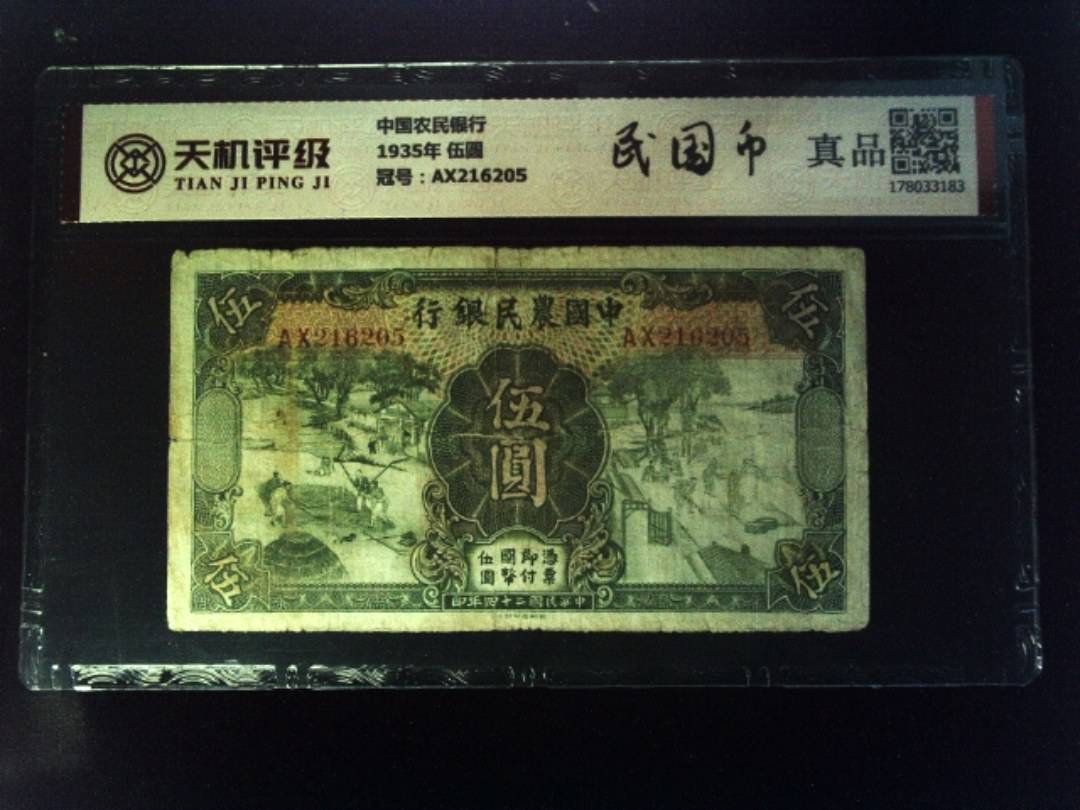 天机评级
TIAN JI PING JI
中国农民银行
1935年 伍圆
冠号：AX216205
民国币
真品
178033183
伍
伍
行銀民農國中
AX216205
AX216205
伍圓
憑票即付國幣伍圓
印年四十二國民華中
伍
伍